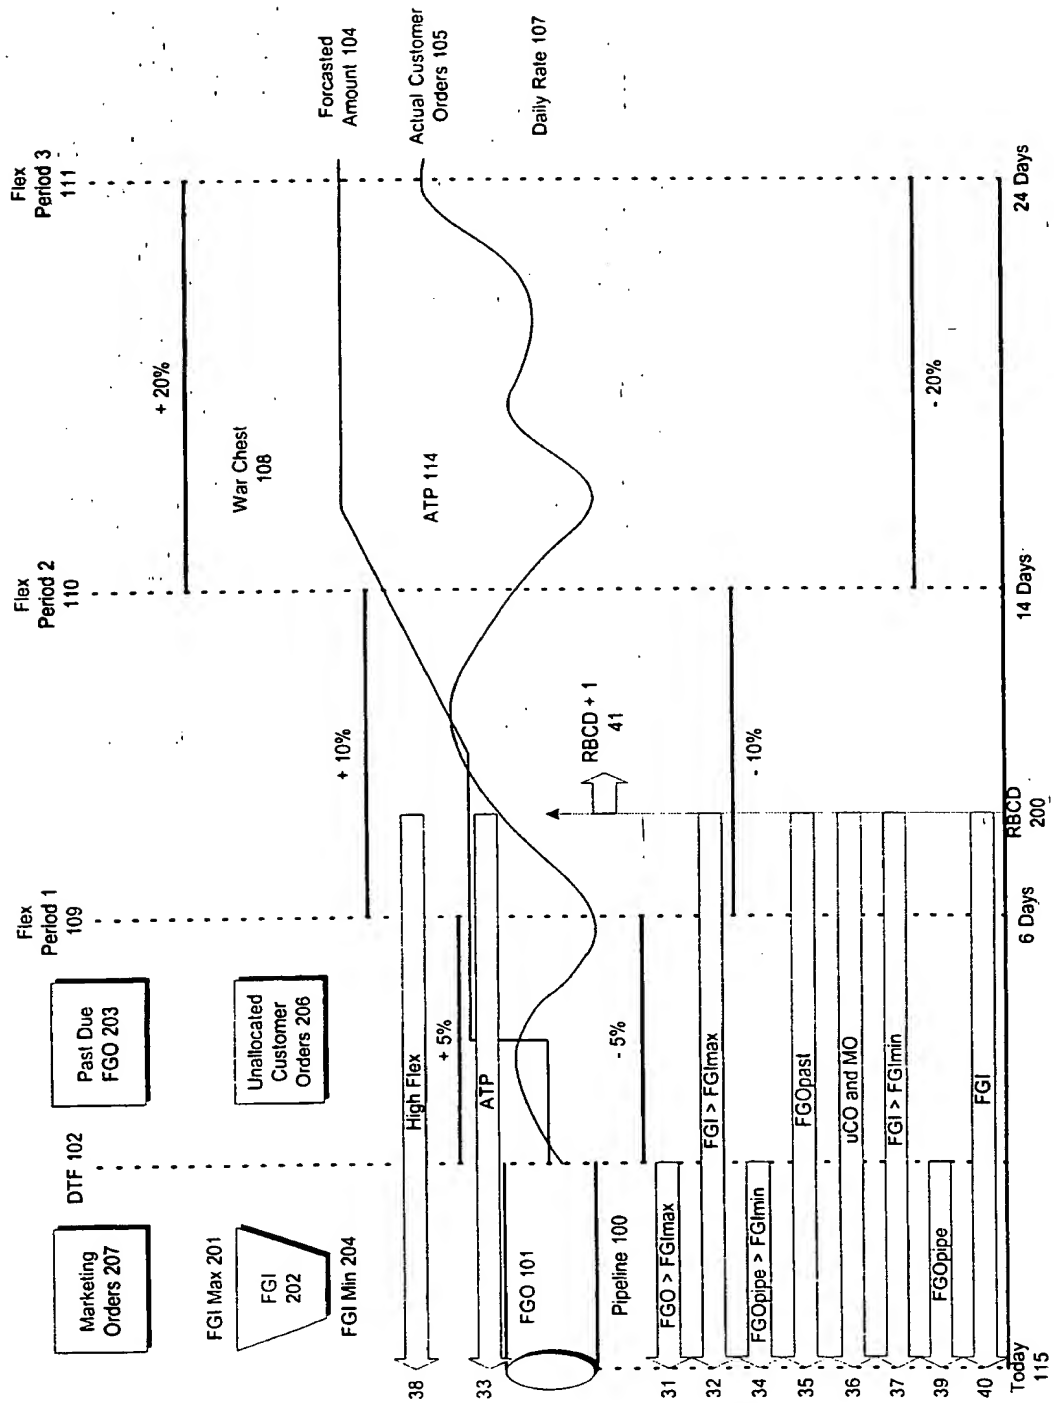 Flex
Period 1
109
Flex
Period 2
110
Flex
Period 3
111
DTF 102
Marketing
Orders 207
Past Due
FGO 203
FGI Max 201
FGI
202
FGI Min 204
Unallocated
Customer
Orders 206
+ 20%
War Chest
108
Forcasted
Amount 104
+ 10%
38
High Flex
ATP 114
Actual Customer
Orders 105
+ 5%
33
ATP
FGO 101
Daily Rate 107
RBCD + 1
41
Pipeline 100
- 5%
31
FGO > FGImax
32
FGI > FGImax
- 10%
34
FGOpipe > FGImin
35
FGOpast
36
uCO and MO
37
FGI > FGImin
- 20%
39
FGOpipe
40
FGI
Today
115
6 Days
RBCD
200
14 Days
24 Days